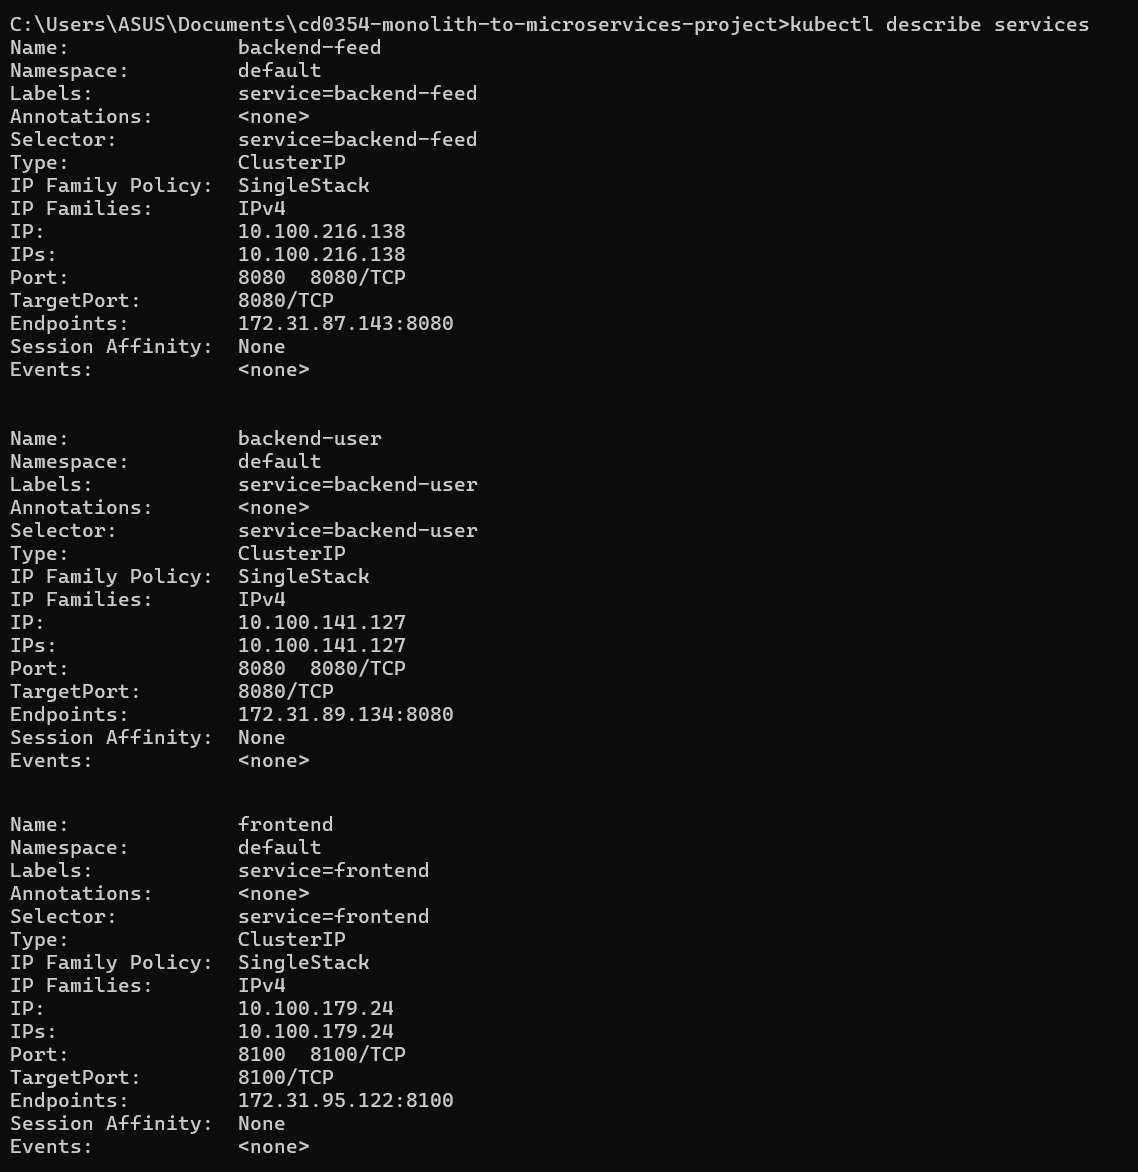 C:\Users\ASUS\Documents\cd0354-monolith-to-microservices-project>kubectl describe services
Name:              backend-feed
Namespace:         default
Labels:            service=backend-feed
Annotations:       <none>
Selector:          service=backend-feed
Type:              ClusterIP
IP Family Policy:  SingleStack
IP Families:       IPv4
IP:                10.100.216.138
IPs:               10.100.216.138
Port:              8080  8080/TCP
TargetPort:        8080/TCP
Endpoints:         172.31.87.143:8080
Session Affinity:  None
Events:            <none>
Name:              backend-user
Namespace:         default
Labels:            service=backend-user
Annotations:       <none>
Selector:          service=backend-user
Type:              ClusterIP
IP Family Policy:  SingleStack
IP Families:       IPv4
IP:                10.100.141.127
IPs:               10.100.141.127
Port:              8080  8080/TCP
TargetPort:        8080/TCP
Endpoints:         172.31.89.134:8080
Session Affinity:  None
Events:            <none>
Name:              frontend
Namespace:         default
Labels:            service=frontend
Annotations:       <none>
Selector:          service=frontend
Type:              ClusterIP
IP Family Policy:  SingleStack
IP Families:       IPv4
IP:                10.100.179.24
IPs:               10.100.179.24
Port:              8100  8100/TCP
TargetPort:        8100/TCP
Endpoints:         172.31.95.122:8100
Session Affinity:  None
Events:            <none>